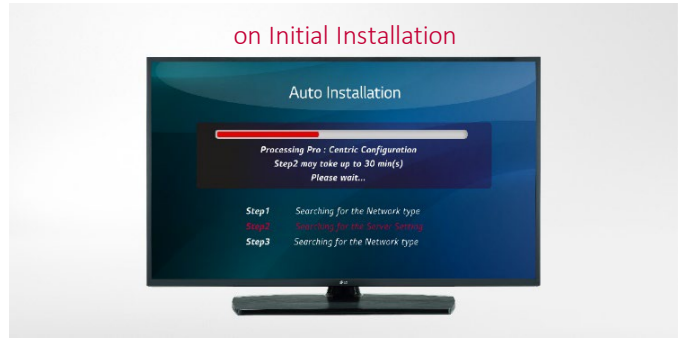 on Initial Installation
Auto Installation
Processing Pro : Centric Configuration
Step2 may take up to 30 min(s)
Please wait...
Step1 Searching for the Network type
Step2 Searching for the Server Setting
Step3 Searching for the Network type
LG